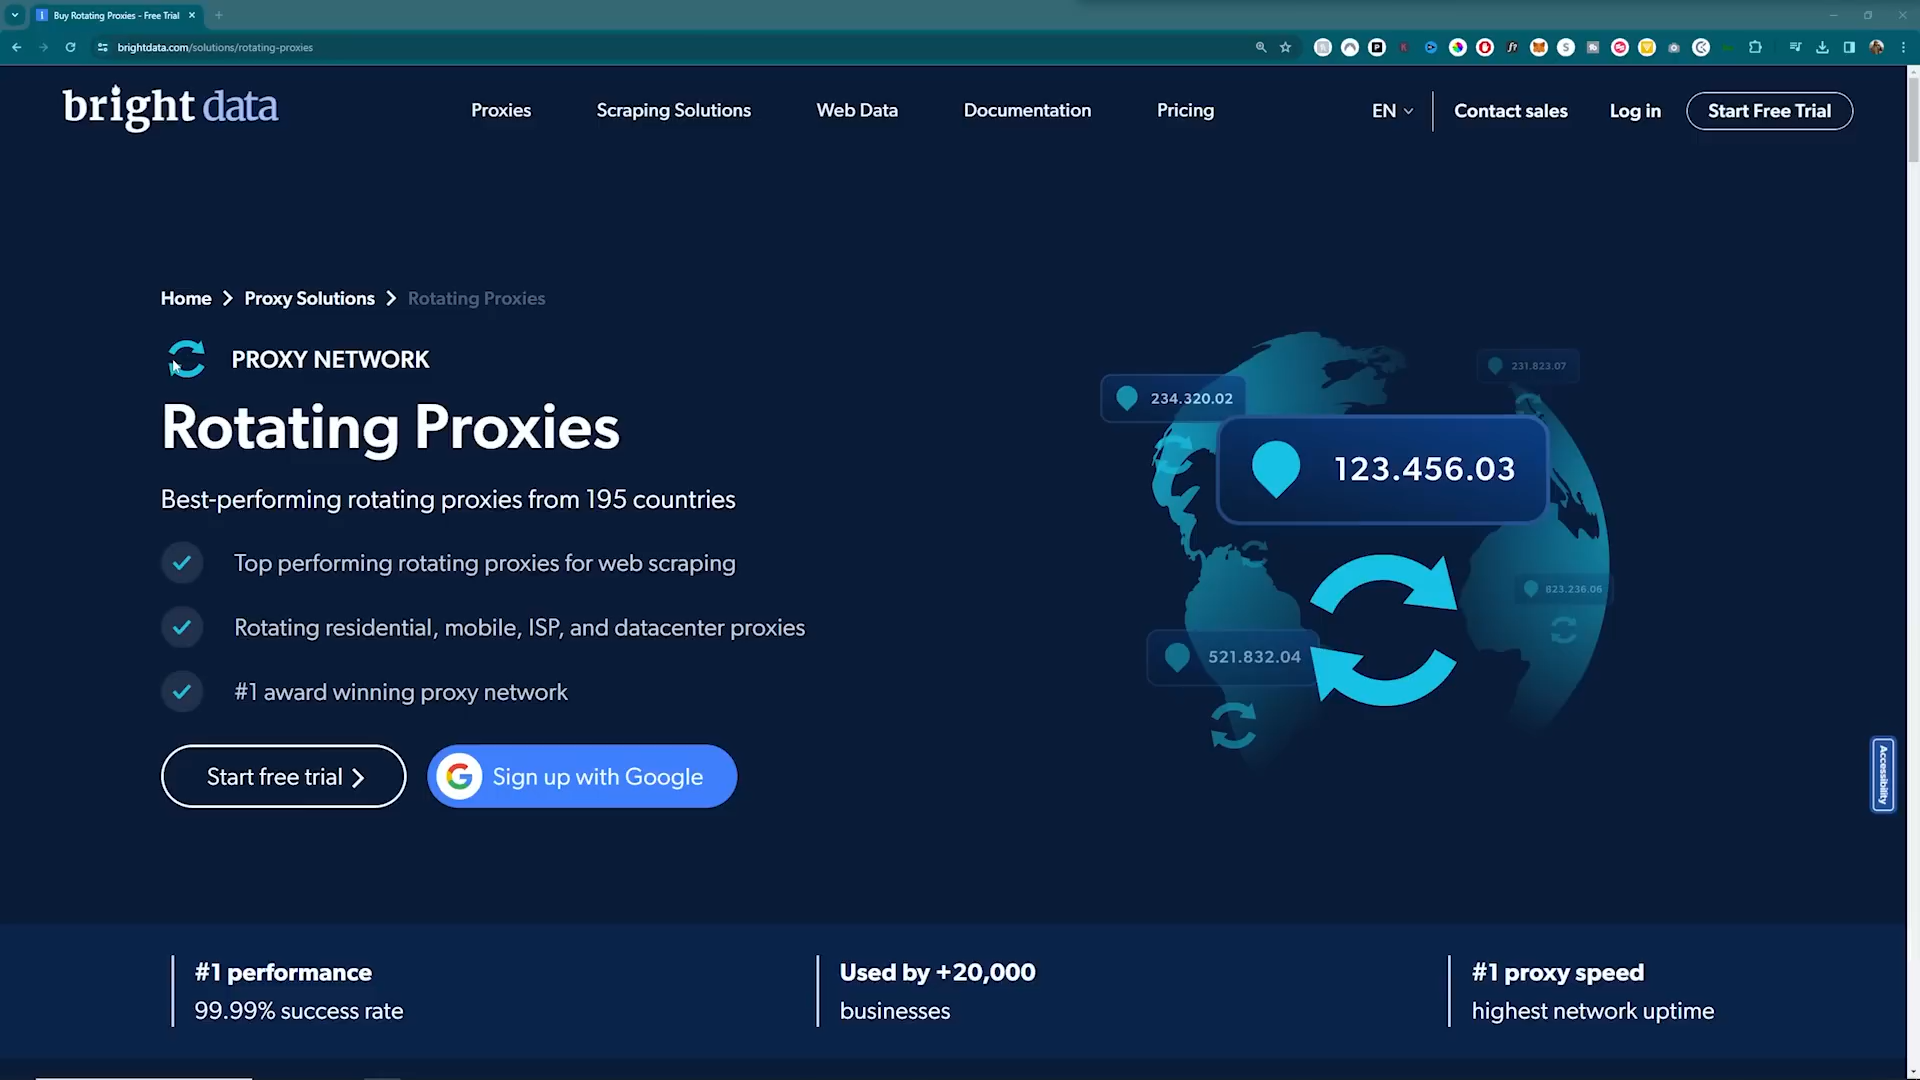 Buy Rotating Proxies - Free Trial
brightdata.com/solutions/rotating-proxies
bright data
Proxies
Scraping Solutions
Web Data
Documentation
Pricing
EN
Contact sales
Log in
Start Free Trial
Home > Proxy Solutions > Rotating Proxies
PROXY NETWORK
Rotating Proxies
Best-performing rotating proxies from 195 countries
Top performing rotating proxies for web scraping
Rotating residential, mobile, ISP, and datacenter proxies
#1 award winning proxy network
Start free trial >
Sign up with Google
231.823.07
234.320.02
123.456.03
823.236.06
521.832.04
Accessibility
#1 performance
99.99% success rate
Used by +20,000
businesses
#1 proxy speed
highest network uptime